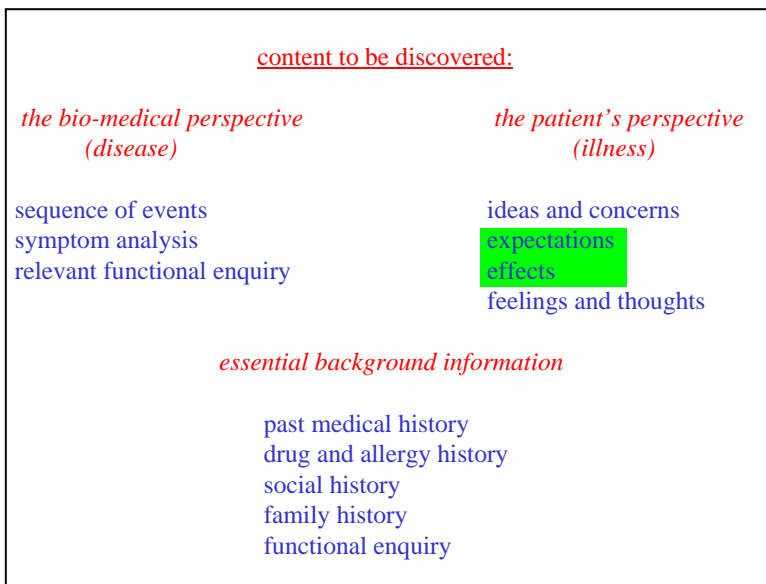 content to be discovered:
the bio-medical perspective
(disease)
sequence of events
symptom analysis
relevant functional enquiry
the patient's perspective
(illness)
ideas and concerns
expectations
effects
feelings and thoughts
essential background information
past medical history
drug and allergy history
social history
family history
functional enquiry